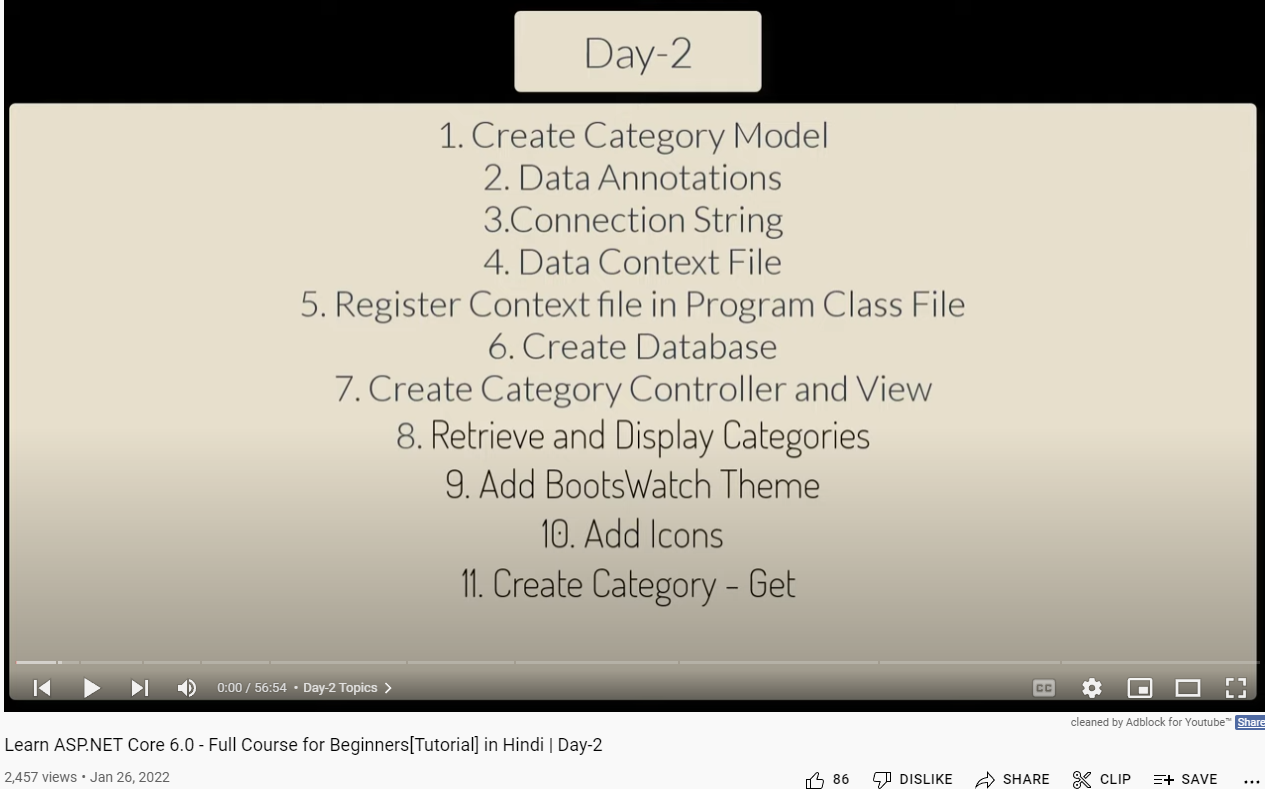 Day-2
1. Create Category Model
2. Data Annotations
3.Connection String
4. Data Context File
5. Register Context file in Program Class File
6. Create Database
7. Create Category Controller and View
8. Retrieve and Display Categories
9. Add BootsWatch Theme
10. Add Icons
11. Create Category - Get
0:00 / 56:54 • Day-2 Topics
CC
cleaned by Adblock for Youtube™ Share
Learn ASP.NET Core 6.0 - Full Course for Beginners[Tutorial] in Hindi | Day-2
2,457 views • Jan 26, 2022
86 DISLIKE SHARE CLIP SAVE ...